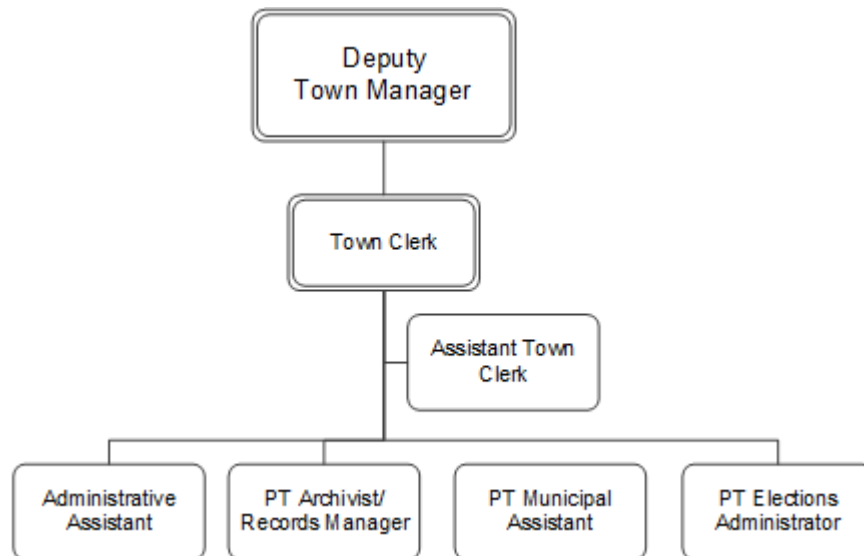 Deputy
Town Manager
Town Clerk
Assistant Town
Clerk
Administrative
Assistant
PT Archivist/
Records Manager
PT Municipal
Assistant
PT Elections
Administrator